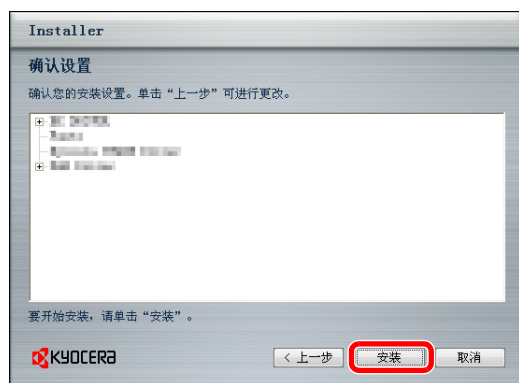 Installer
确认设置
确认您的安装设置。单击“上一步”可进行更改。
要开始安装，请单击“安装”。
KYOCERA
< 上一步
安装
取消